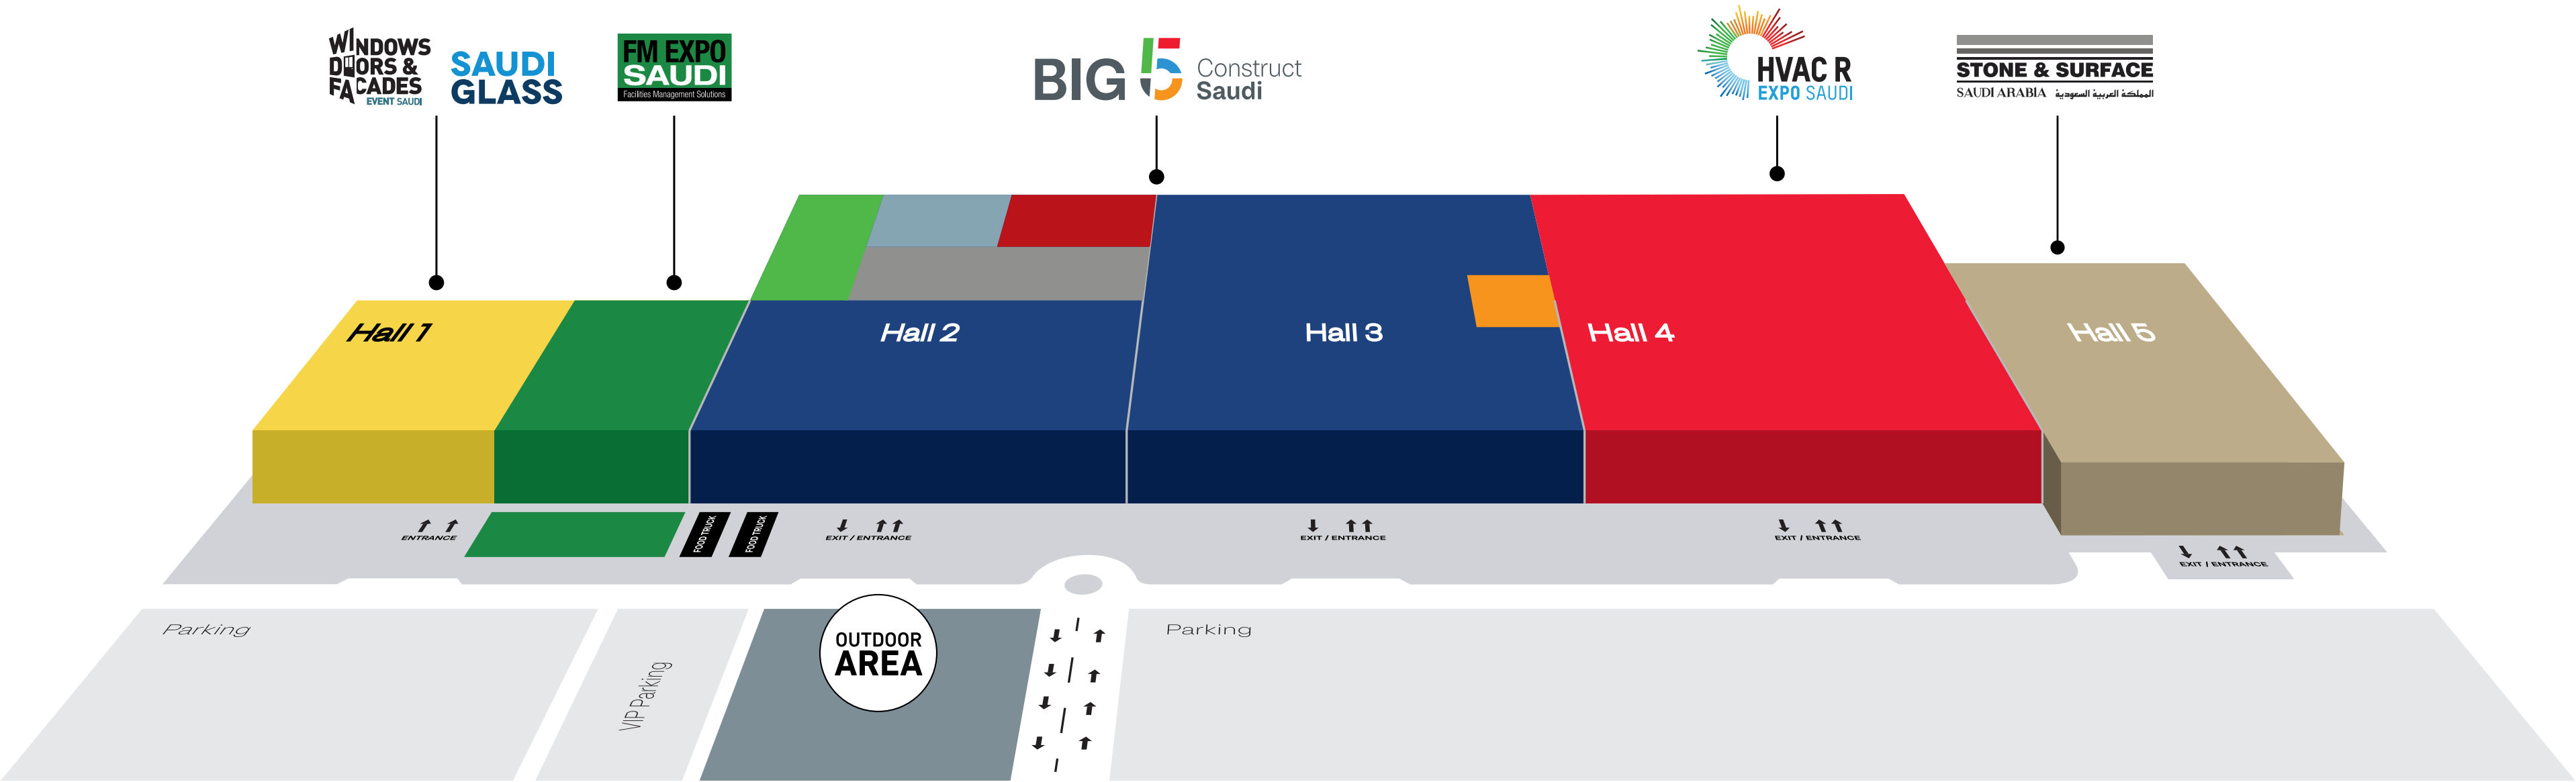 WINDOWS
DOORS &
FACADES
EVENT SAUDI
SAUDI
GLASS
FM EXPO
SAUDI
Facilities Management Solutions
BIG 5 Construct
Saudi
HVAC R
EXPO SAUDI
STONE & SURFACE
SAUDI ARABIA المملكة العربية السعودية
Hall 1
Hall 2
Hall 3
Hall 4
Hall 5
ENTRANCE
FOOD TRUCK
FOOD TRUCK
EXIT / ENTRANCE
EXIT / ENTRANCE
EXIT / ENTRANCE
EXIT / ENTRANCE
Parking
VIP Parking
OUTDOOR
AREA
Parking